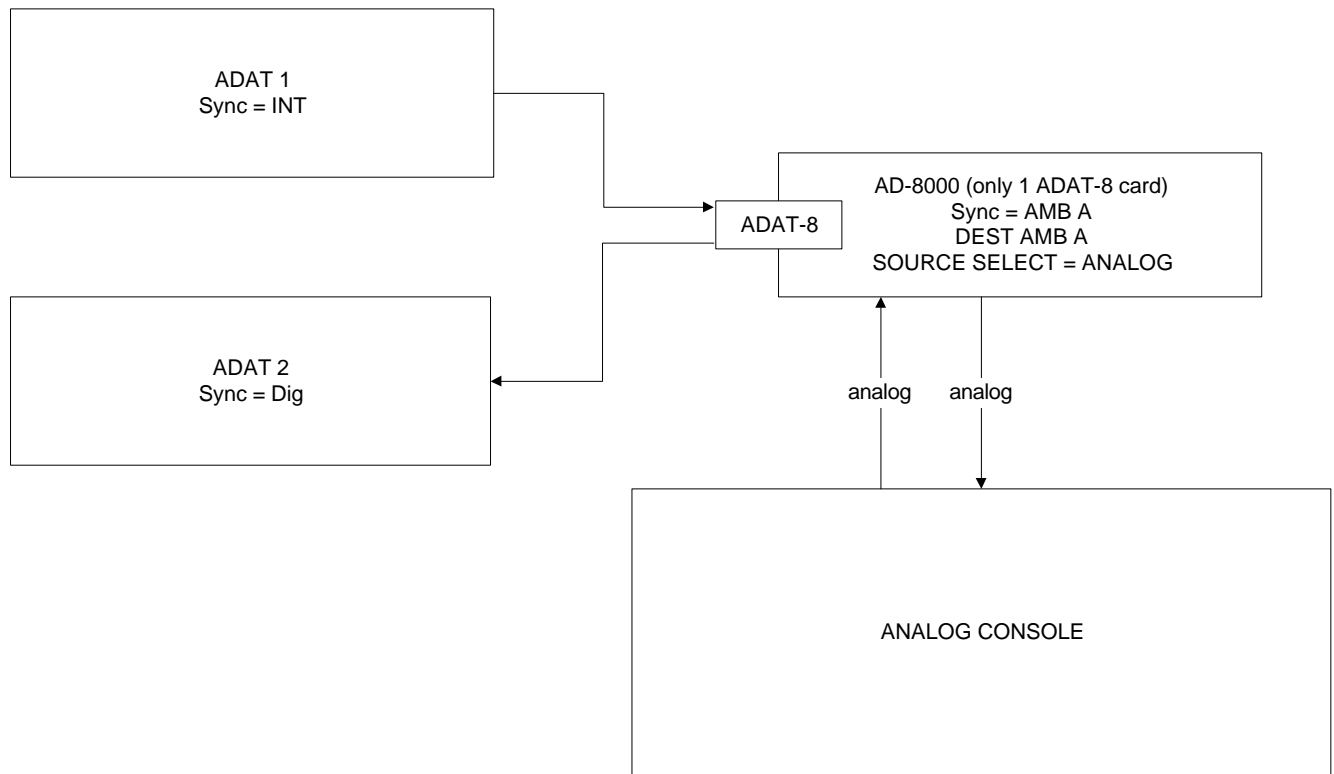 ADAT 1
Sync = INT
ADAT-8
AD-8000 (only 1 ADAT-8 card)
Sync = AMB A
DEST AMB A
SOURCE SELECT = ANALOG
ADAT 2
Sync = Dig
analog
analog
ANALOG CONSOLE